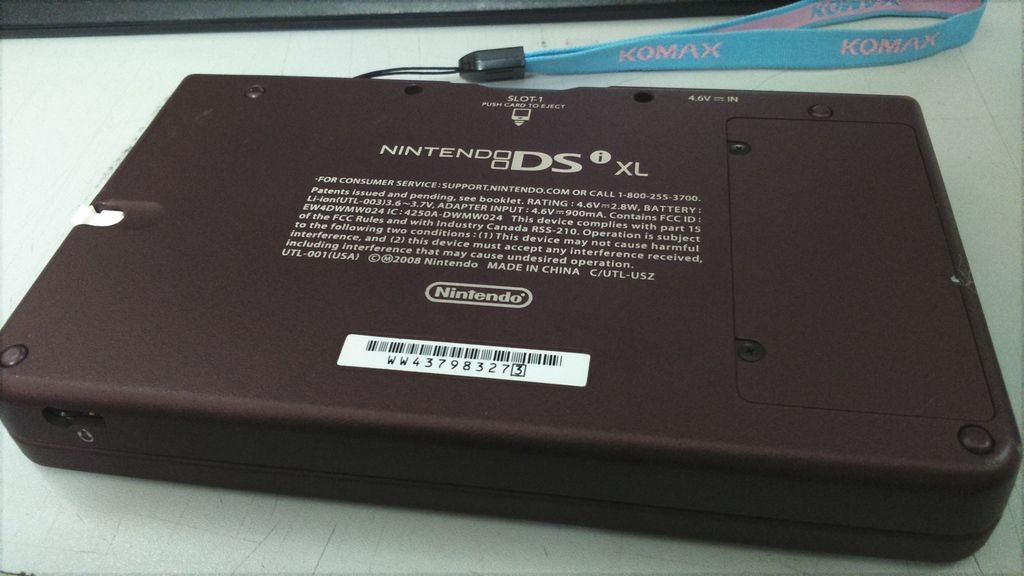 KOMAX
KOMAX
KOMAX
SLOT-1
PUSH CARD TO EJECT
4.6V⎓IN
NINTENDO DS i XL
·FOR CONSUMER SERVICE: SUPPORT.NINTENDO.COM OR CALL 1-800-255-3700.
Patents issued and pending, see booklet. RATING : 4.6V⎓2.8W, BATTERY :
Li-ion(UTL-003)3.6~3.7V, ADAPTER INPUT : 4.6V⎓900mA. Contains FCC ID :
EW4DWMW024 IC : 4250A-DWMW024 This device complies with part 15
of the FCC Rules and with Industry Canada RSS-210. Operation is subject
to the following two conditions : (1) This device may not cause harmful
interference, and (2) this device must accept any interference received,
including interference that may cause undesired operation.
UTL-001(USA) ©Ⓜ2008 Nintendo MADE IN CHINA C/UTL-USZ
Nintendo®
WW437983273